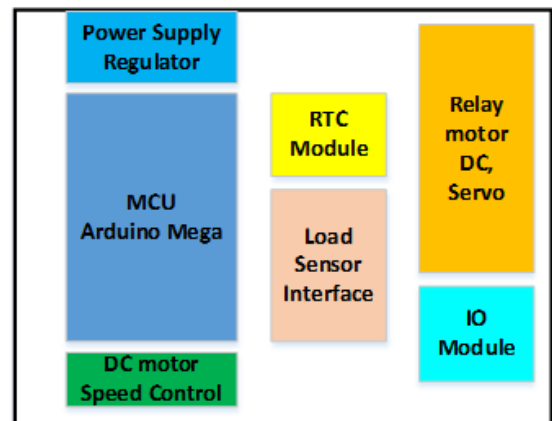 Power Supply
Regulator
MCU
Arduino Mega
DC motor
Speed Control
RTC
Module
Load
Sensor
Interface
Relay
motor
DC,
Servo
IO
Module